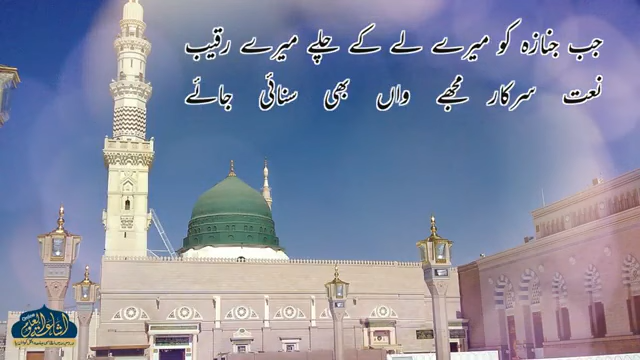 جب جنازہ کو میرے لے کے چلے میرے رقیب
نعت سرکار مجھے واں بھی سنائی جائے